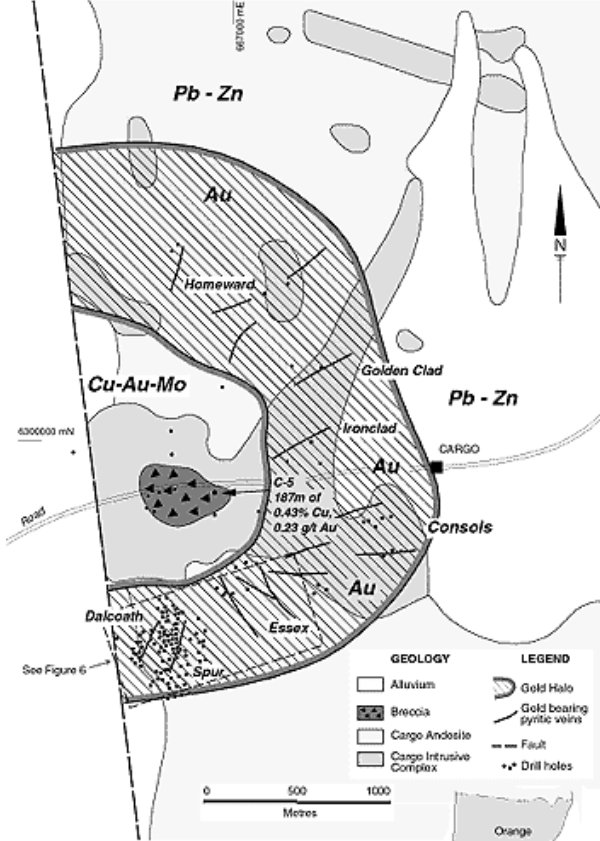 667000 mE
Pb - Zn
Au
N
Homeward
Golden Clad
Cu-Au-Mo
Pb - Zn
6300000 mN
Ironclad
CARGO
Au
C-5
187m of
0.43% Cu,
0.23 g/t Au
Road
Consols
Au
Dalcoath
Essex
See Figure 6
Spur
GEOLOGY
Alluvium
Breccia
Cargo Andesite
Cargo Intrusive
Complex
LEGEND
Gold Halo
Gold bearing
pyritic veins
Fault
Drill holes
0 500 1000
Metres
Orange